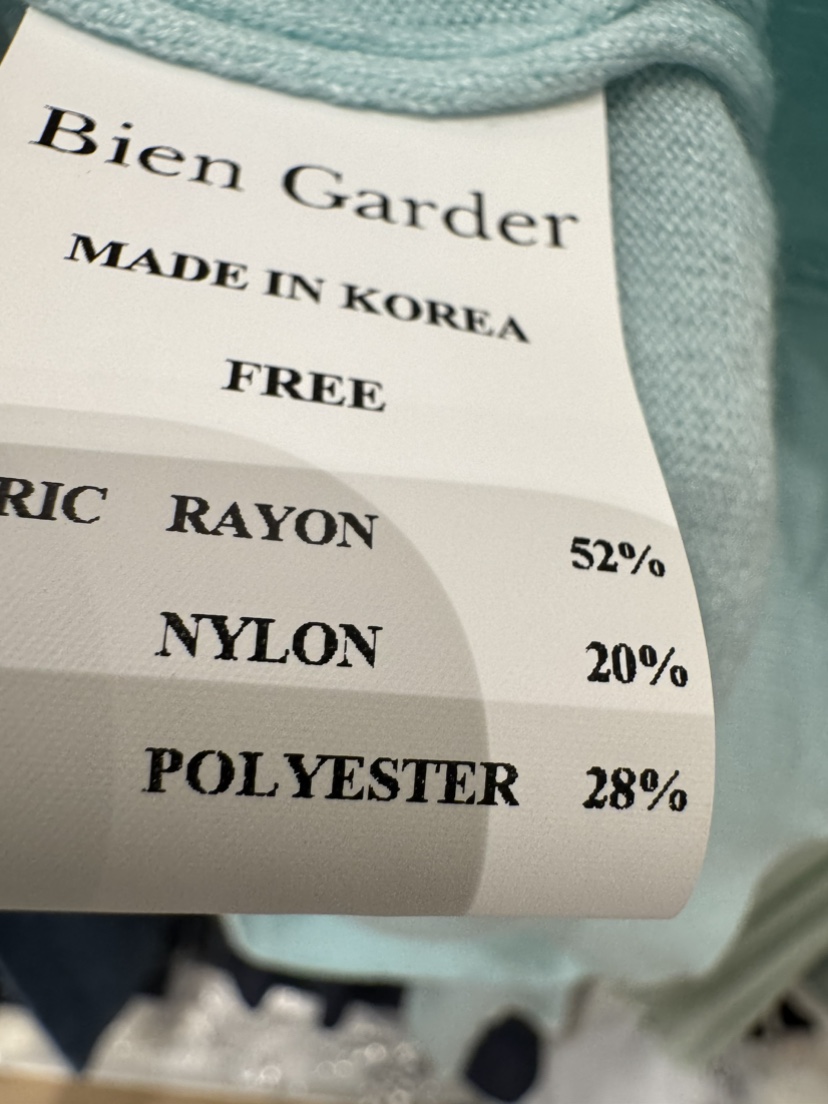 Bien Garder
MADE IN KOREA
FREE
RIC RAYON 52%
NYLON 20%
POLYESTER 28%